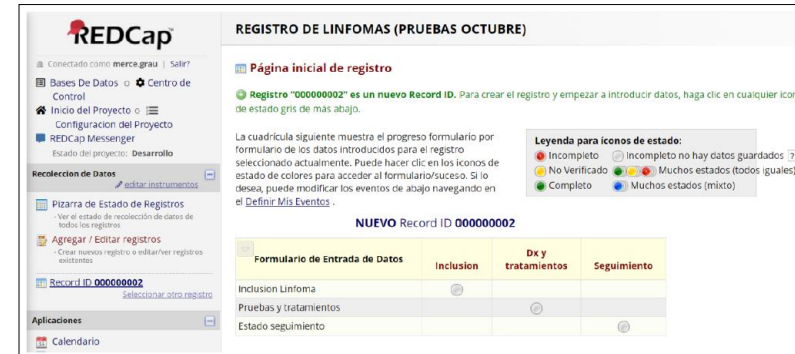 REDCap
Conectado como merce.grau | Salir?
Bases De Datos o Centro de
Control
Inicio del Proyecto o
Configuracion del Proyecto
REDCap Messenger
Estado del proyecto: Desarrollo
Recoleccion de Datos
editar instrumentos
Pizarra de Estado de Registros
- Ver el estado de recolección de datos de
todos los registros
Agregar / Editar registros
- Crear nuevos registro o editar/ver registros
existentes
Record ID 000000002
Seleccionar otro registro
Aplicaciones
Calendario
REGISTRO DE LINFOMAS (PRUEBAS OCTUBRE)
Página inicial de registro
Registro "000000002" es un nuevo Record ID. Para crear el registro y empezar a introducir datos, haga clic en cualquier icon
de estado gris de más abajo.
La cuadrícula siguiente muestra el progreso formulario por
formulario de los datos introducidos para el registro
seleccionado actualmente. Puede hacer clic en los iconos de
estado de colores para acceder al formulario/suceso. Si lo
desea, puede modificar los eventos de abajo navegando en
el Definir Mis Eventos .
Leyenda para íconos de estado:
Incompleto Incompleto no hay datos guardados ?
No Verificado Muchos estados (todos iguales)
Completo Muchos estados (mixto)
NUEVO Record ID 000000002
Formulario de Entrada de Datos Inclusion Dx y tratamientos Seguimiento
Inclusion Linfoma
Pruebas y tratamientos
Estado seguimiento